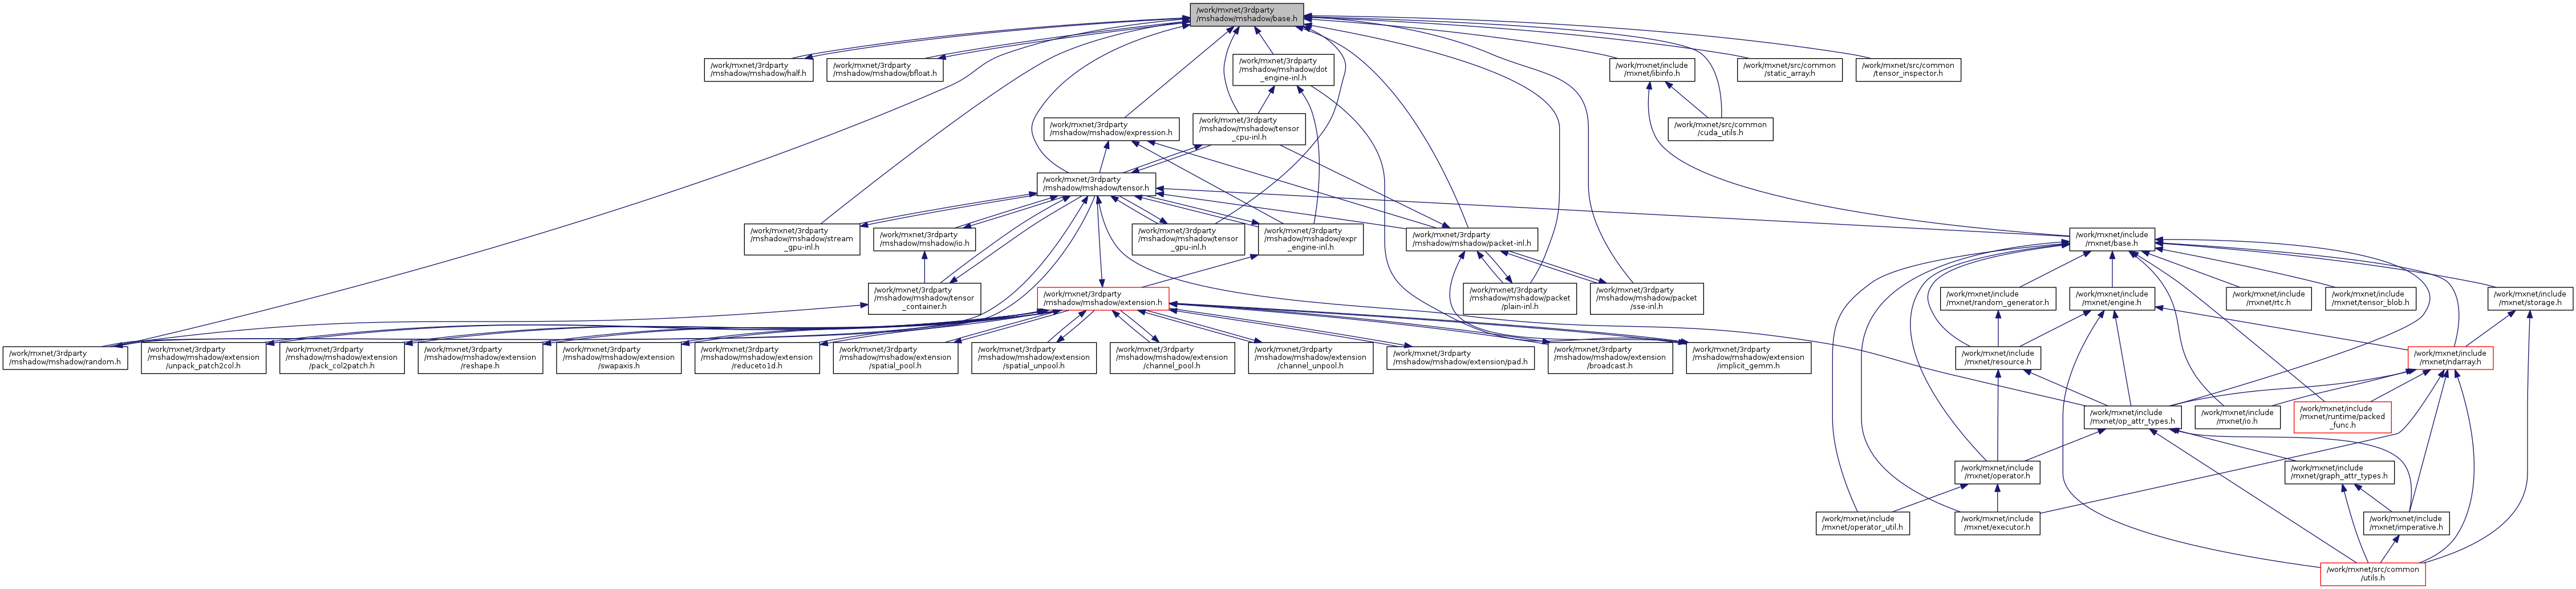 /work/mxnet/3rdparty
/mshadow/mshadow/base.h
/work/mxnet/3rdparty
/mshadow/mshadow/half.h
/work/mxnet/3rdparty
/mshadow/mshadow/bfloat.h
/work/mxnet/3rdparty
/mshadow/mshadow/dot
_engine-inl.h
/work/mxnet/include
/mxnet/libinfo.h
/work/mxnet/src/common
/static_array.h
/work/mxnet/src/common
/tensor_inspector.h
/work/mxnet/3rdparty
/mshadow/mshadow/expression.h
/work/mxnet/3rdparty
/mshadow/mshadow/tensor
_cpu-inl.h
/work/mxnet/src/common
/cuda_utils.h
/work/mxnet/3rdparty
/mshadow/mshadow/tensor.h
/work/mxnet/3rdparty
/mshadow/mshadow/stream
_gpu-inl.h
/work/mxnet/3rdparty
/mshadow/mshadow/io.h
/work/mxnet/3rdparty
/mshadow/mshadow/tensor
_gpu-inl.h
/work/mxnet/3rdparty
/mshadow/mshadow/expr
_engine-inl.h
/work/mxnet/3rdparty
/mshadow/mshadow/packet-inl.h
/work/mxnet/include
/mxnet/base.h
/work/mxnet/3rdparty
/mshadow/mshadow/tensor
_container.h
/work/mxnet/3rdparty
/mshadow/mshadow/extension.h
/work/mxnet/3rdparty
/mshadow/mshadow/packet
/plain-inl.h
/work/mxnet/3rdparty
/mshadow/mshadow/packet
/sse-inl.h
/work/mxnet/include
/mxnet/random_generator.h
/work/mxnet/include
/mxnet/engine.h
/work/mxnet/include
/mxnet/rtc.h
/work/mxnet/include
/mxnet/tensor_blob.h
/work/mxnet/include
/mxnet/storage.h
/work/mxnet/3rdparty
/mshadow/mshadow/random.h
/work/mxnet/3rdparty
/mshadow/mshadow/extension
/unpack_patch2col.h
/work/mxnet/3rdparty
/mshadow/mshadow/extension
/pack_col2patch.h
/work/mxnet/3rdparty
/mshadow/mshadow/extension
/reshape.h
/work/mxnet/3rdparty
/mshadow/mshadow/extension
/swapaxis.h
/work/mxnet/3rdparty
/mshadow/mshadow/extension
/reduceto1d.h
/work/mxnet/3rdparty
/mshadow/mshadow/extension
/spatial_pool.h
/work/mxnet/3rdparty
/mshadow/mshadow/extension
/spatial_unpool.h
/work/mxnet/3rdparty
/mshadow/mshadow/extension
/channel_pool.h
/work/mxnet/3rdparty
/mshadow/mshadow/extension
/channel_unpool.h
/work/mxnet/3rdparty
/mshadow/mshadow/extension/pad.h
/work/mxnet/3rdparty
/mshadow/mshadow/extension
/broadcast.h
/work/mxnet/3rdparty
/mshadow/mshadow/extension
/implicit_gemm.h
/work/mxnet/include
/mxnet/resource.h
/work/mxnet/include
/mxnet/ndarray.h
/work/mxnet/include
/mxnet/op_attr_types.h
/work/mxnet/include
/mxnet/io.h
/work/mxnet/include
/mxnet/runtime/packed
_func.h
/work/mxnet/include
/mxnet/operator.h
/work/mxnet/include
/mxnet/graph_attr_types.h
/work/mxnet/include
/mxnet/operator_util.h
/work/mxnet/include
/mxnet/executor.h
/work/mxnet/include
/mxnet/imperative.h
/work/mxnet/src/common
/utils.h